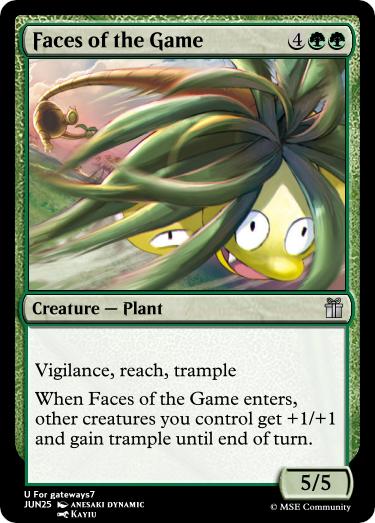 Faces of the Game 4
Creature — Plant
Vigilance, reach, trample
When Faces of the Game enters,
other creatures you control get +1/+1
and gain trample until end of turn.
5/5
U For gateways7
JUN25 ANESAKI DYNAMIC
Kayiu
© MSE Community